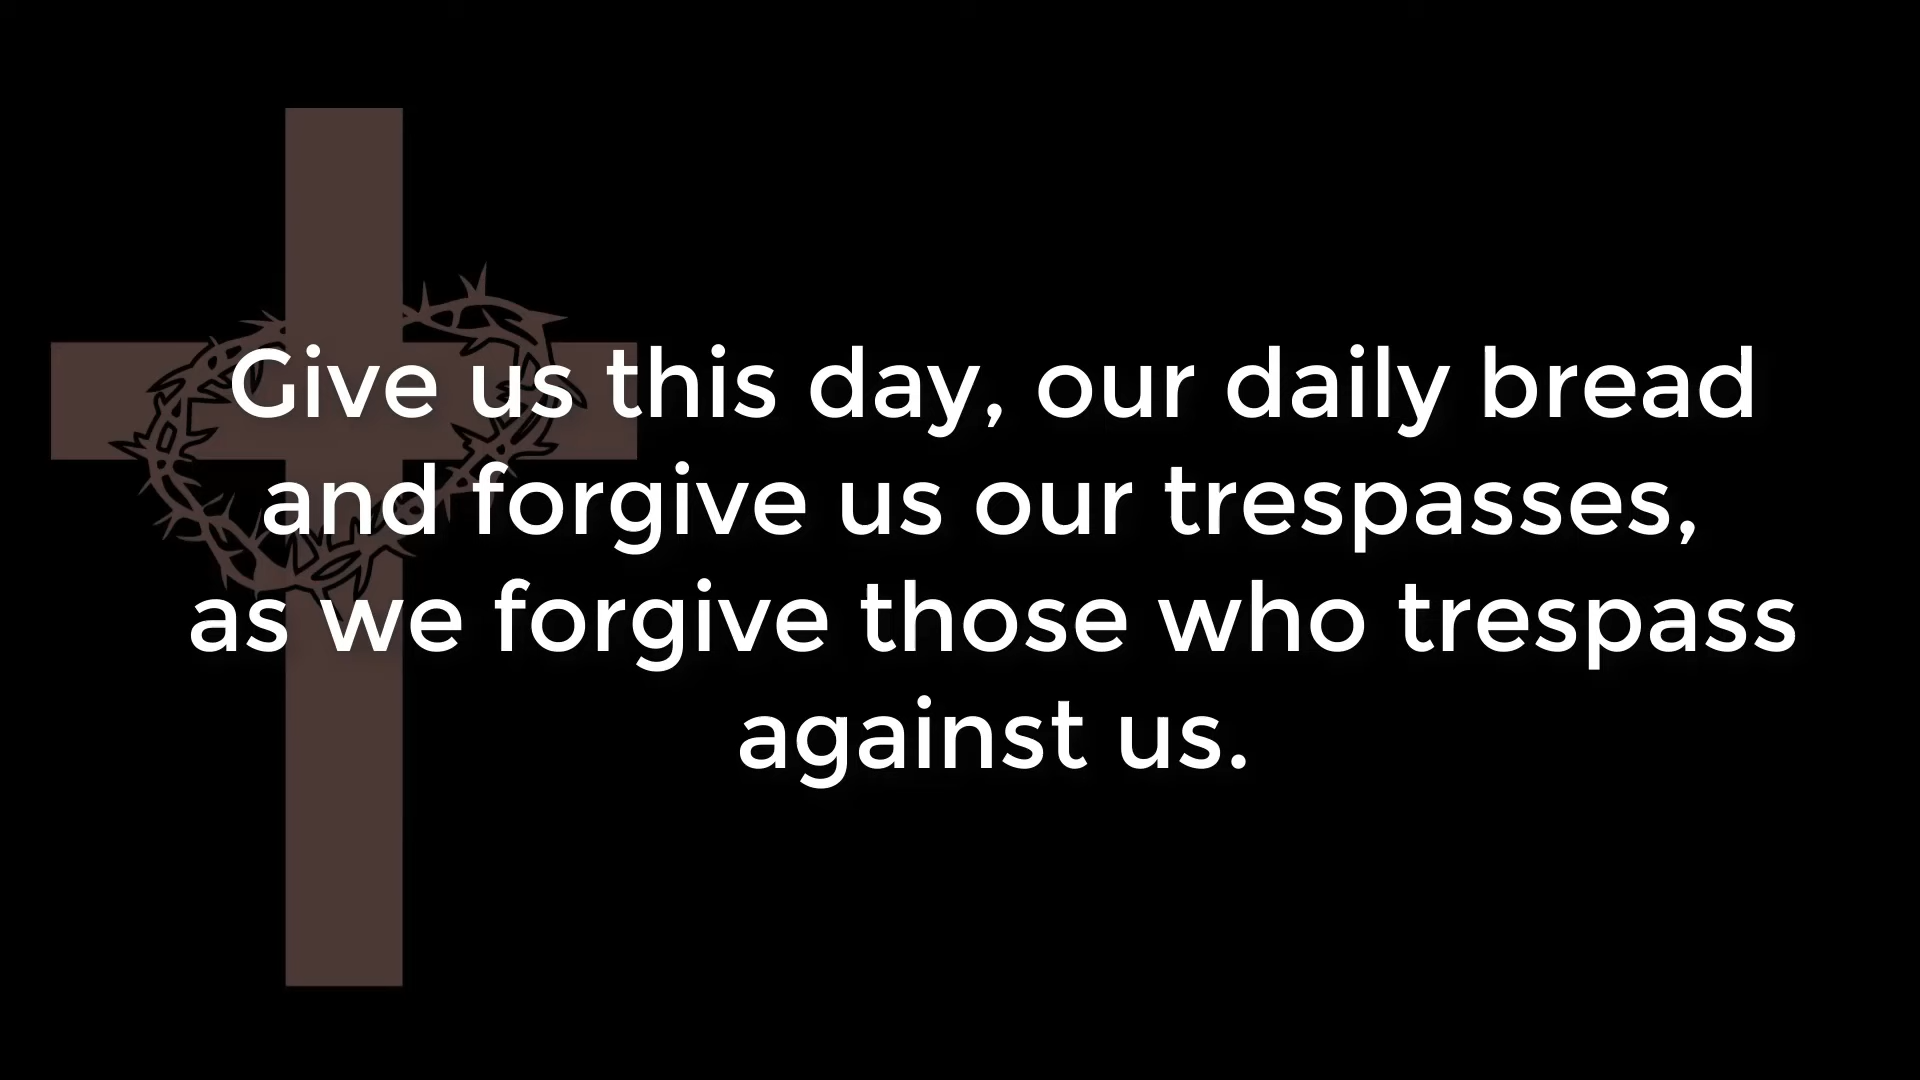 Give us this day, our daily bread
and forgive us our trespasses,
as we forgive those who trespass
against us.